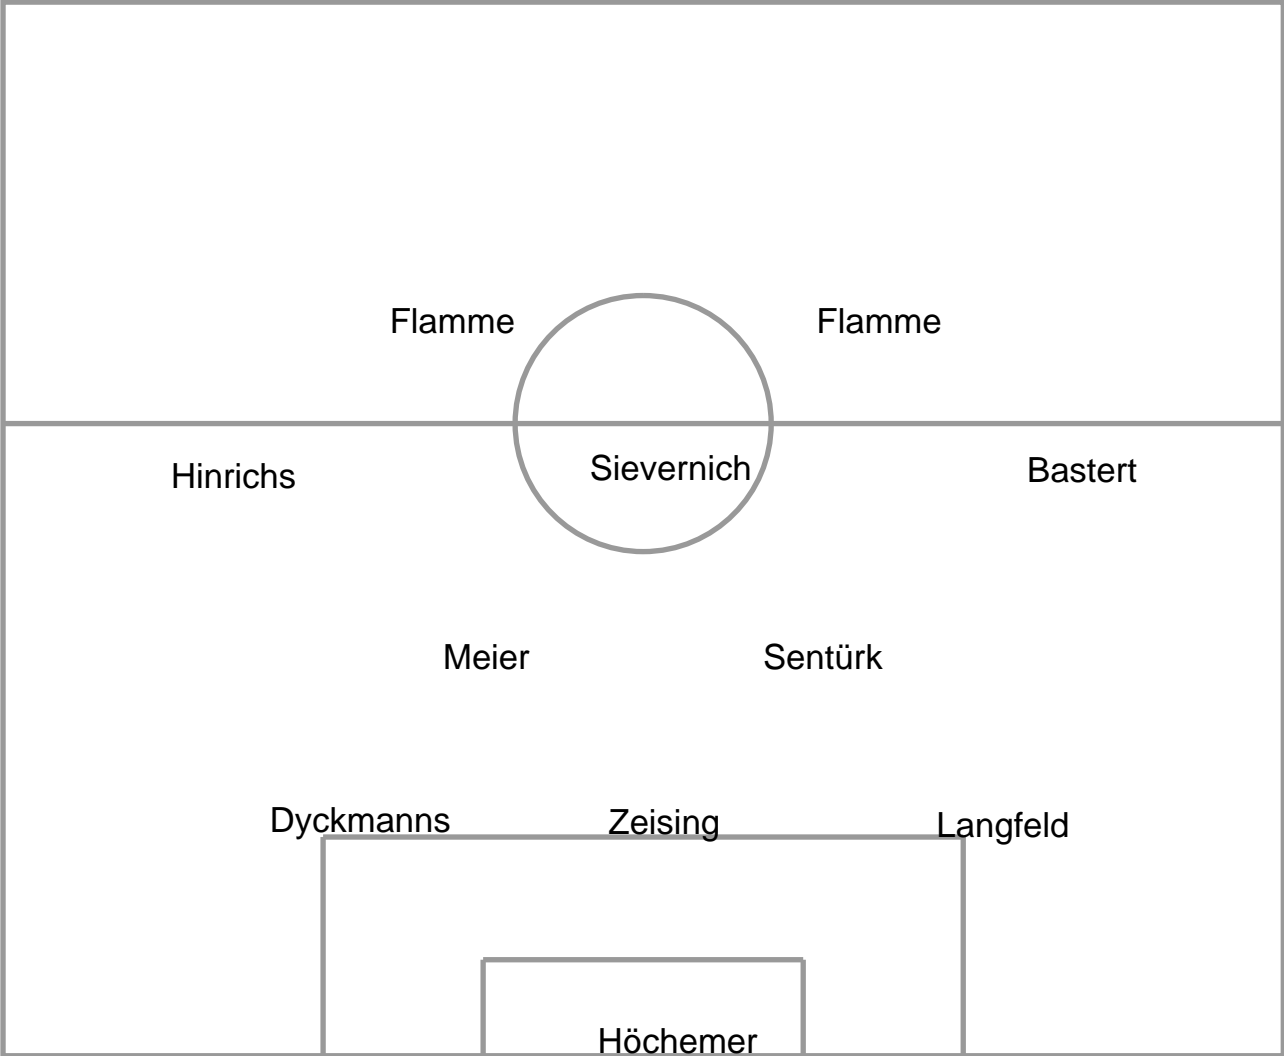 Flamme Flamme
Hinrichs Sievernich Bastert
Meier Sentürk
Dyckmanns Zeising Langfeld
Höchemer